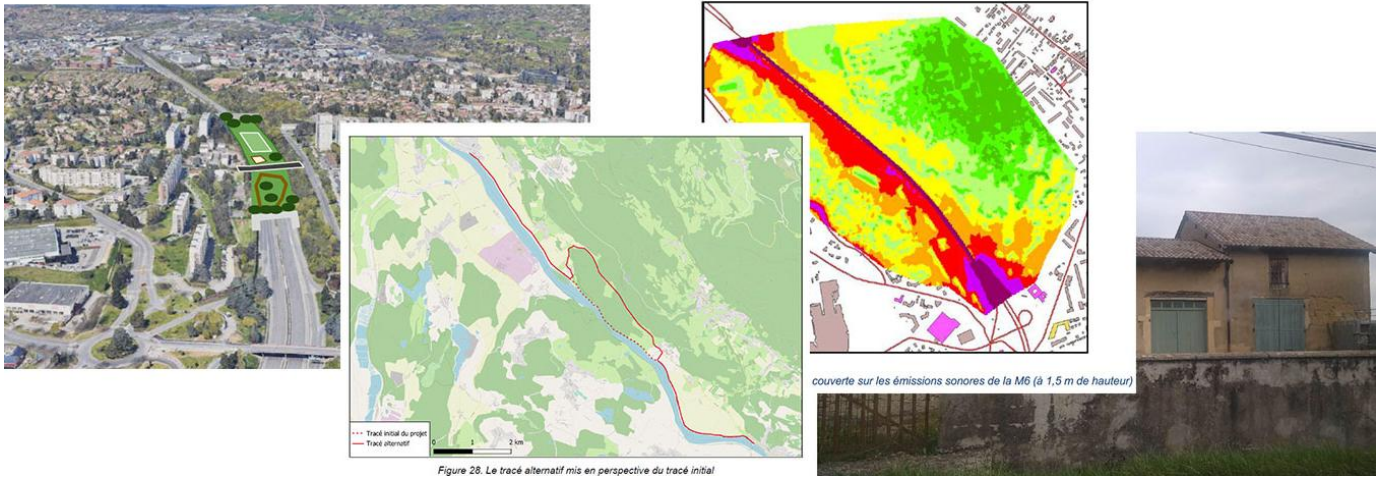 couverte sur les émissions sonores de la M6 (à 1,5 m de hauteur)
Tracé initial du projet
Tracé alternatif
0 1 2 km
Figure 28. Le tracé alternatif mis en perspective du tracé initial